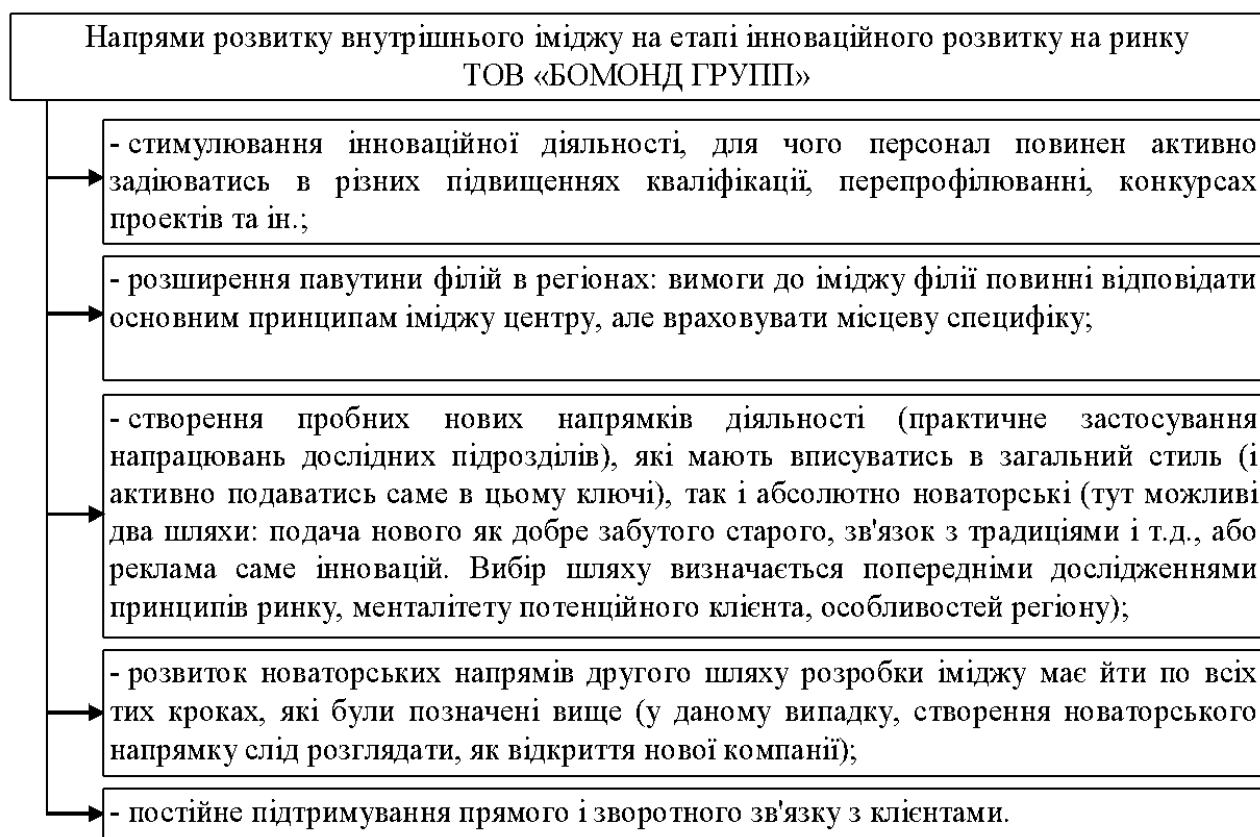 Напрями розвитку внутрішнього іміджу на етапі інноваційного розвитку на ринку
ТОВ «БОМОНД ГРУПП»
- стимулювання інноваційної діяльності, для чого персонал повинен активно
задіюватись в різних підвищеннях кваліфікації, перепрофілюванні, конкурсах
проектів та ін.;
- розширення павутини філій в регіонах: вимоги до іміджу філії повинні відповідати
основним принципам іміджу центру, але враховувати місцеву специфіку;
- створення пробних нових напрямків діяльності (практичне застосування
напрацювань дослідних підрозділів), які мають вписуватись в загальний стиль (і
активно подаватись саме в цьому ключі), так і абсолютно новаторські (тут можливі
два шляхи: подача нового як добре забутого старого, зв'язок з традиціями і т.д., або
реклама саме інновацій. Вибір шляху визначається попередніми дослідженнями
принципів ринку, менталітету потенційного клієнта, особливостей регіону);
- розвиток новаторських напрямів другого шляху розробки іміджу має йти по всіх
тих кроках, які були позначені вище (у даному випадку, створення новаторського
напрямку слід розглядати, як відкриття нової компанії);
- постійне підтримування прямого і зворотного зв'язку з клієнтами.